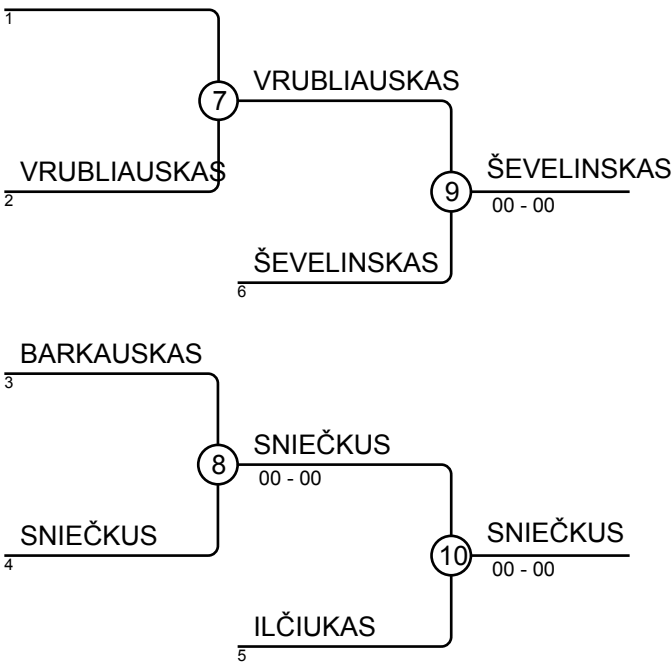 1
7
VRUBLIAUSKAS
VRUBLIAUSKAS
2
9
ŠEVELINSKAS
00 - 00
ŠEVELINSKAS
6
BARKAUSKAS
3
8
SNIEČKUS
00 - 00
SNIEČKUS
4
10
SNIEČKUS
00 - 00
ILČIUKAS
5